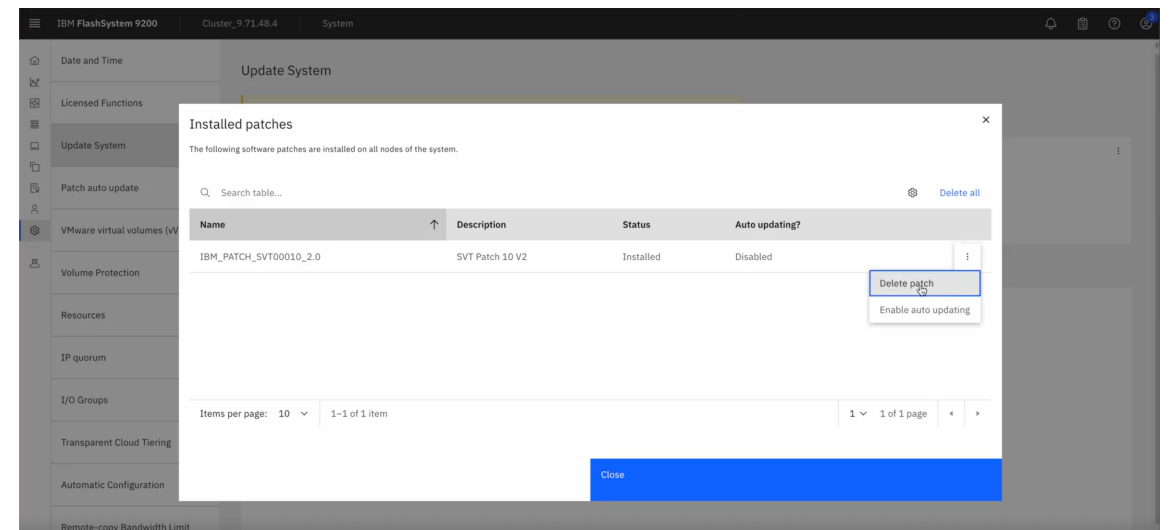 IBM FlashSystem 9200 Cluster_9.71.48.4 System
Date and Time
Update System
Licensed Functions
Installed patches
Update System
The following software patches are installed on all nodes of the system.
Patch auto update
Search table...
Delete all
Name Description Status Auto updating?
VMware virtual volumes (vV
IBM_PATCH_SVT00010_2.0 SVT Patch 10 V2 Installed Disabled
Volume Protection
Delete patch
Enable auto updating
Resources
IP quorum
I/O Groups
Items per page: 10 1–1 of 1 item 1 1 of 1 page
Transparent Cloud Tiering
Close
Automatic Configuration
Remote-copy Bandwidth Limit